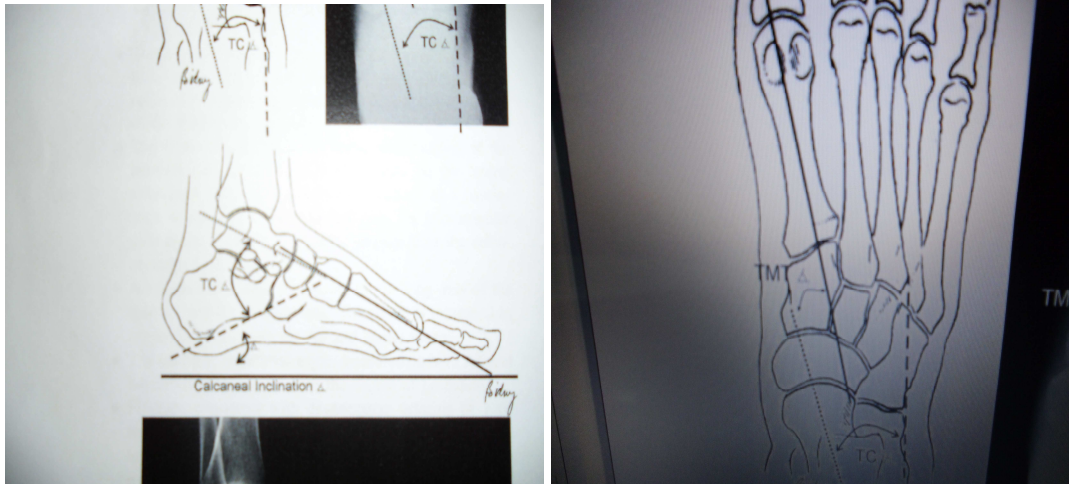 TC △
TC △
TC △
Calcaneal Inclination △
TMT △
TM
TC △